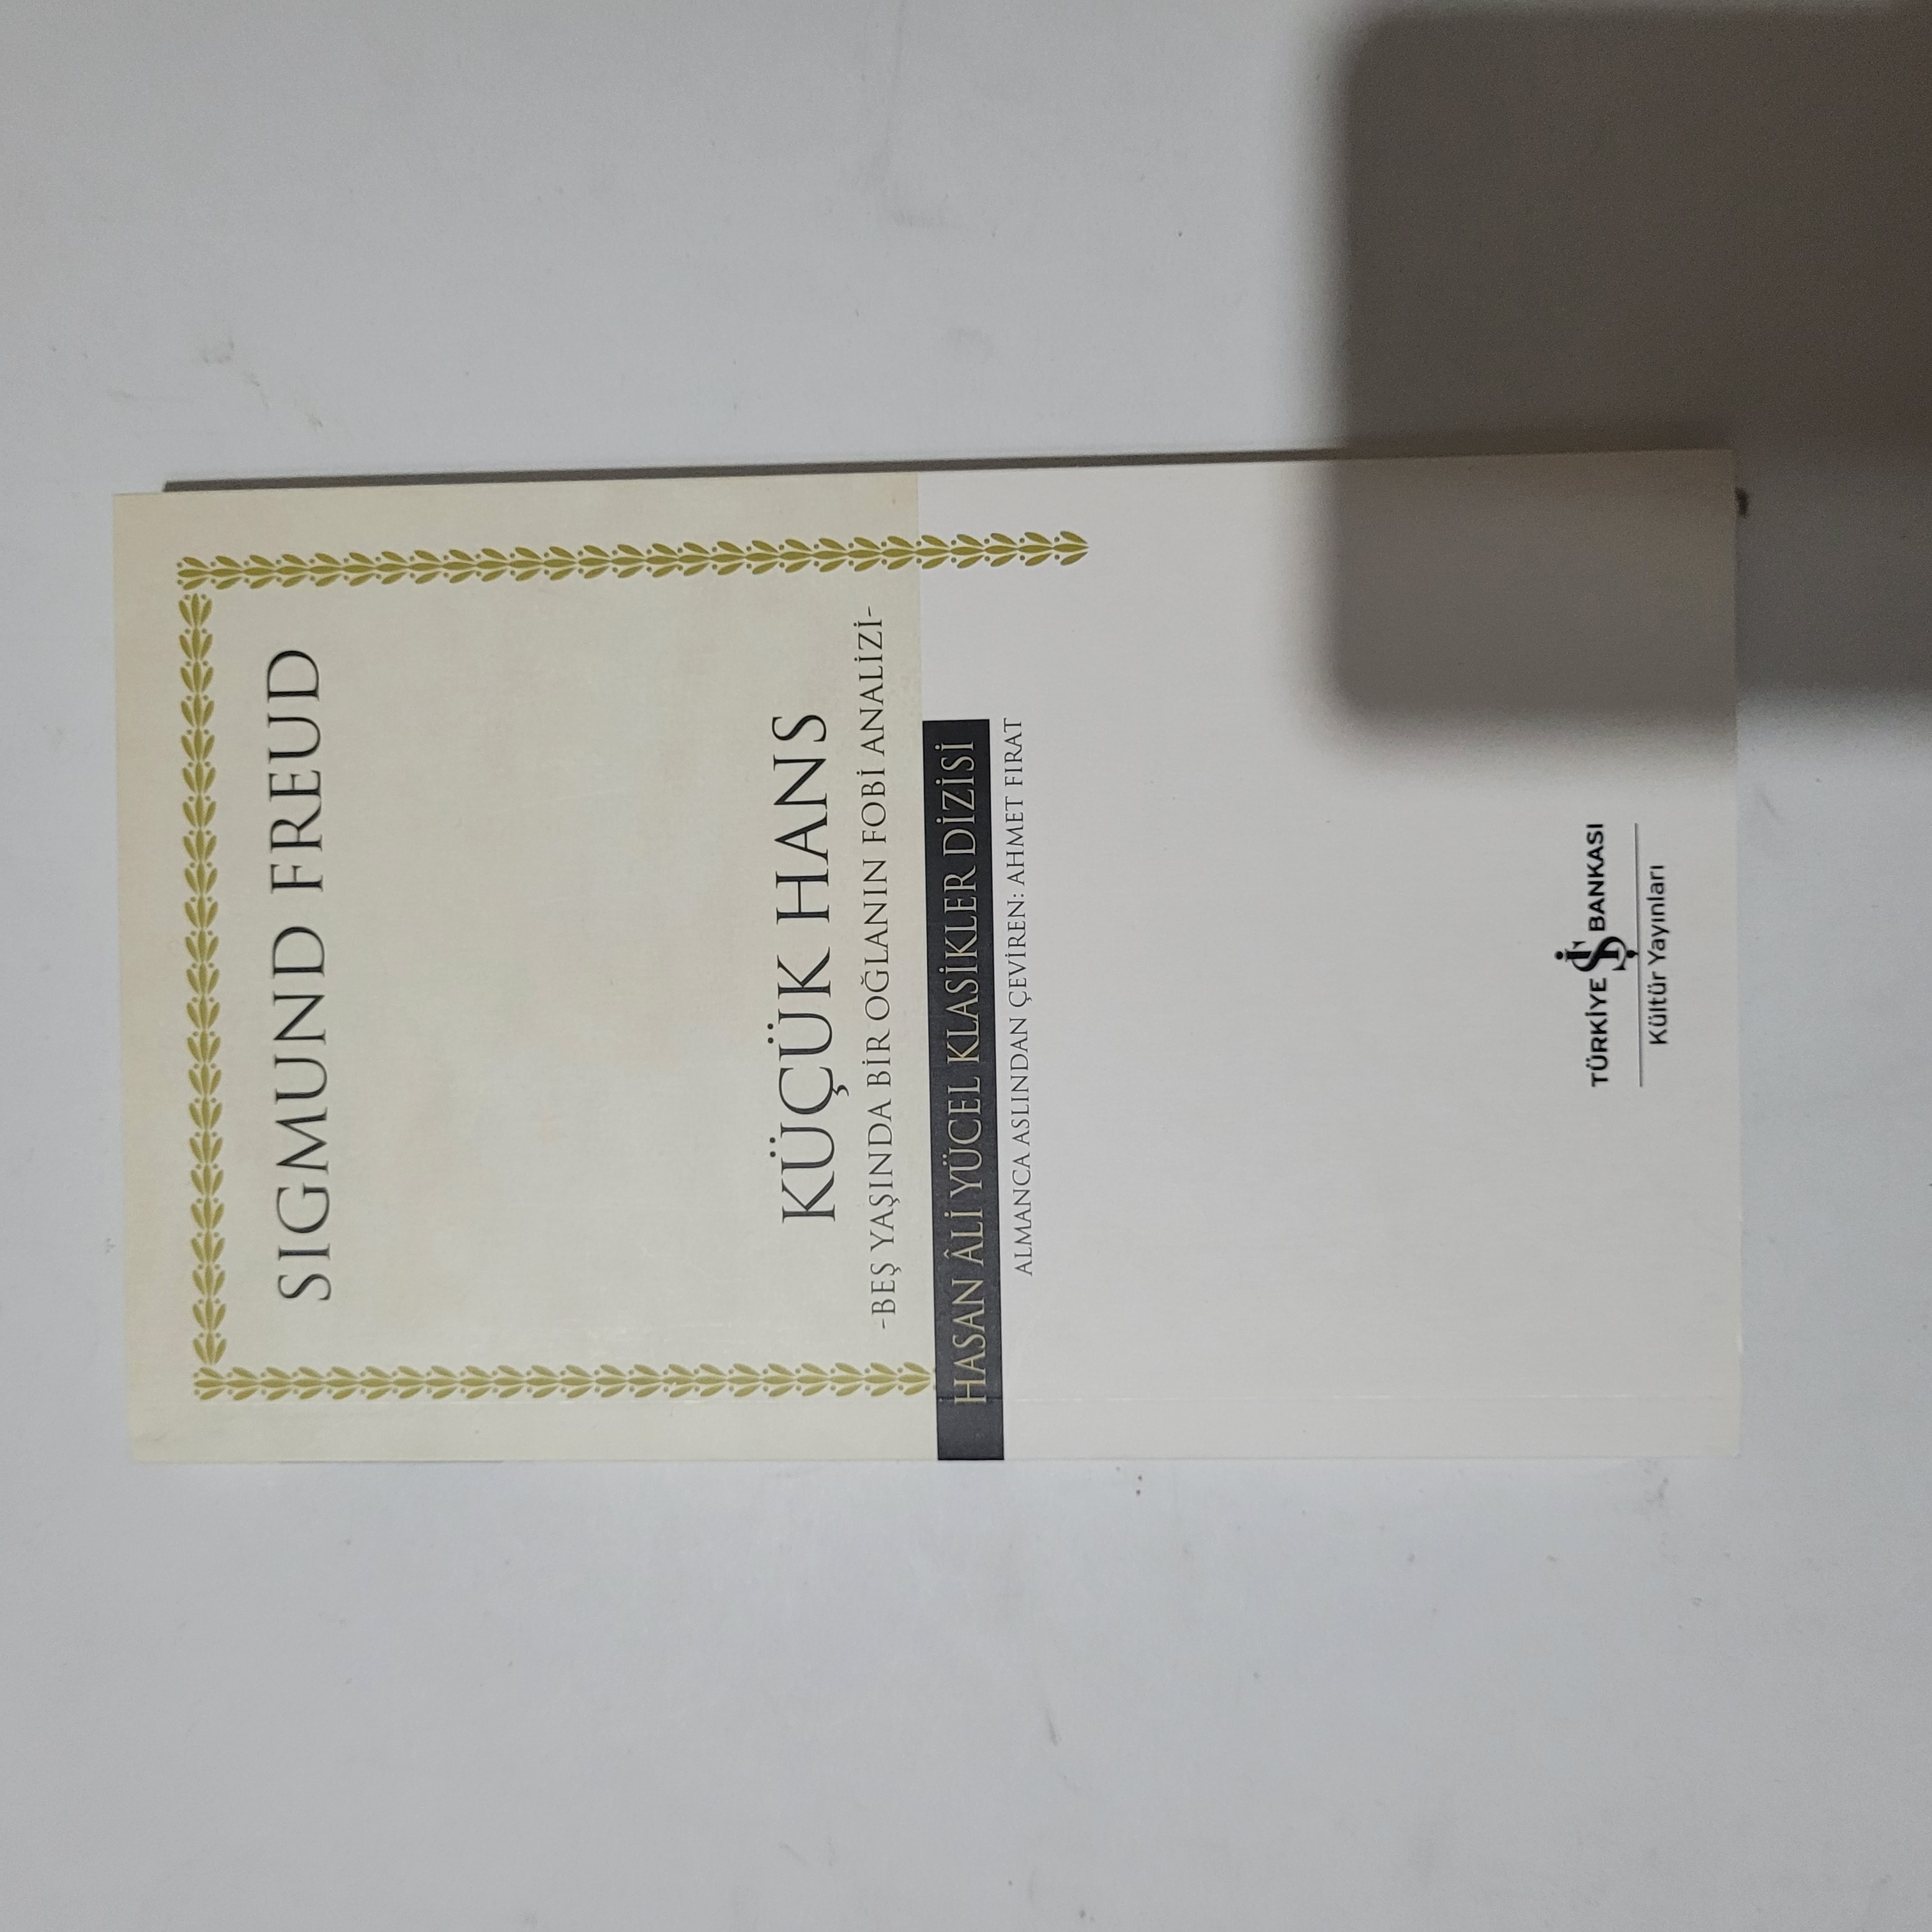 SIGMUND FREUD
KÜÇÜK HANS
-BEŞ YAŞINDA BİR OĞLANIN FOBİ ANALİZİ-
HASAN ÂLİ YÜCEL KLASİKLER DİZİSİ
ALMANCA ASLINDAN ÇEVİREN: AHMET FIRAT
TÜRKİYE İŞ BANKASI
Kültür Yayınları